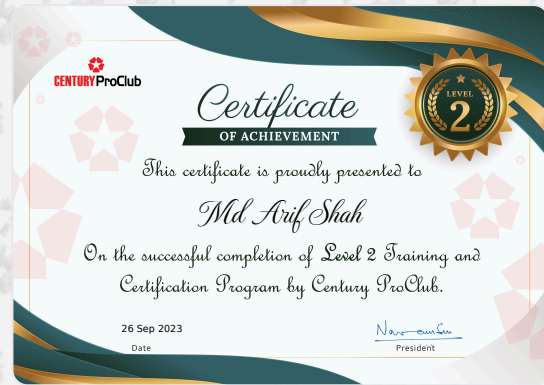 CENTURY ProClub
LEVEL
2
Certificate
OF ACHIEVEMENT
This certificate is proudly presented to
Md Arif Shah
On the successful completion of Level 2 Training and
Certification Program by Century ProClub.
26 Sep 2023
Date
President